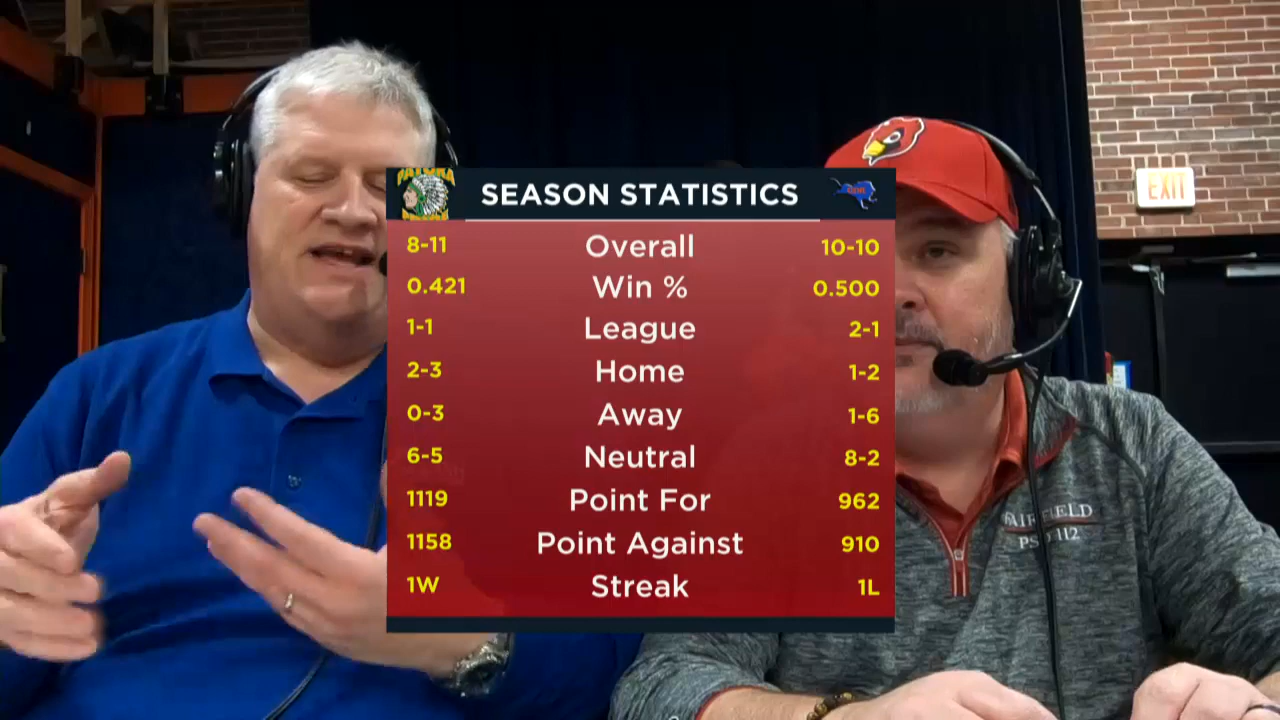 PATOKA
SEASON STATISTICS
8-11 Overall 10-10
0.421 Win % 0.500
1-1 League 2-1
2-3 Home 1-2
0-3 Away 1-6
6-5 Neutral 8-2
1119 Point For 962
1158 Point Against 910
1W Streak 1L
EXIT
FAIRFIELD
PSD 112